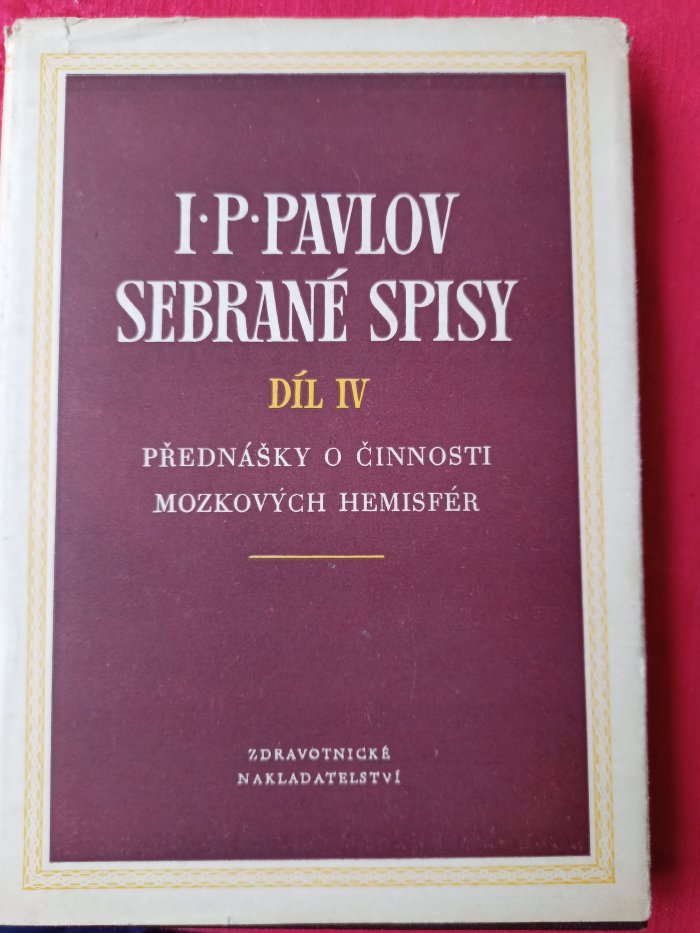 I·P·PAVLOV
SEBRANÉ SPISY
DÍL IV
PŘEDNÁŠKY O ČINNOSTI
MOZKOVÝCH HEMISFÉR
ZDRAVOTNICKÉ
NAKLADATELSTVÍ